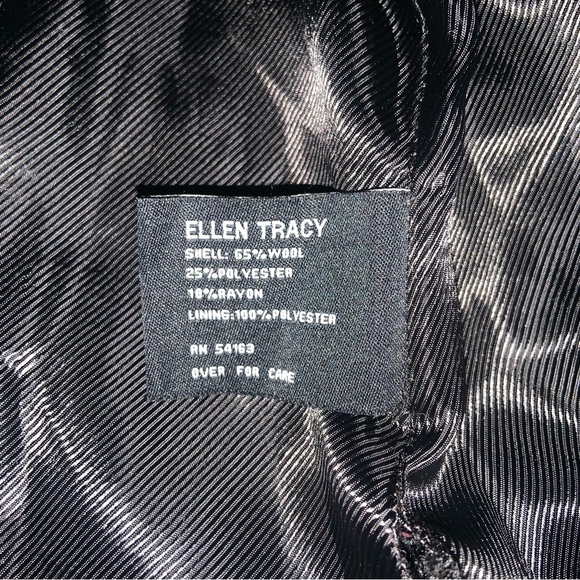 ELLEN TRACY
SHELL: 65%WOOL
25%POLYESTER
10%RAYON
LINING:100%POLYESTER
RN 54163
OVER FOR CARE